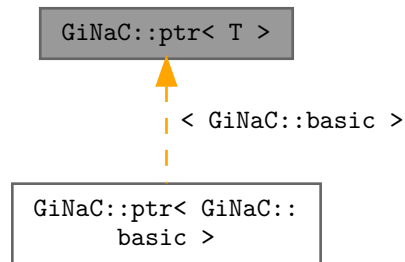 GiNaC::ptr< T >
< GiNaC::basic >
GiNaC::ptr< GiNaC::
basic >